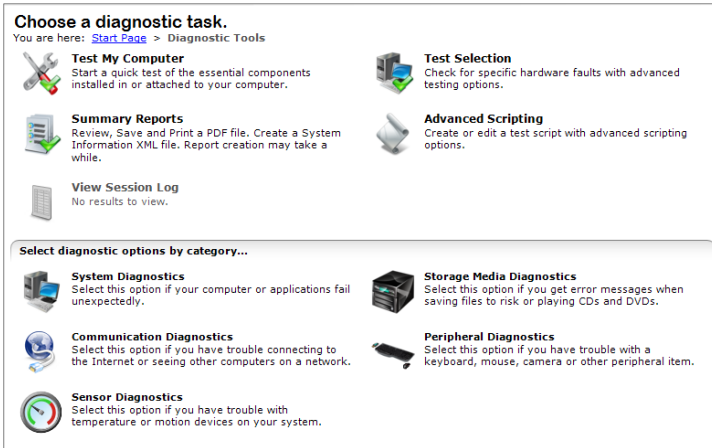 Choose a diagnostic task.
You are here: Start Page > Diagnostic Tools
Test My Computer
Start a quick test of the essential components
installed in or attached to your computer.
Test Selection
Check for specific hardware faults with advanced
testing options.
Summary Reports
Review, Save and Print a PDF file. Create a System
Information XML file. Report creation may take a
while.
Advanced Scripting
Create or edit a test script with advanced scripting
options.
View Session Log
No results to view.
Select diagnostic options by category...
System Diagnostics
Select this option if your computer or applications fail
unexpectedly.
Storage Media Diagnostics
Select this option if you get error messages when
saving files to risk or playing CDs and DVDs.
Communication Diagnostics
Select this option if you have trouble connecting to
the Internet or seeing other computers on a network.
Peripheral Diagnostics
Select this option if you have trouble with a
keyboard, mouse, camera or other peripheral item.
Sensor Diagnostics
Select this option if you have trouble with
temperature or motion devices on your system.